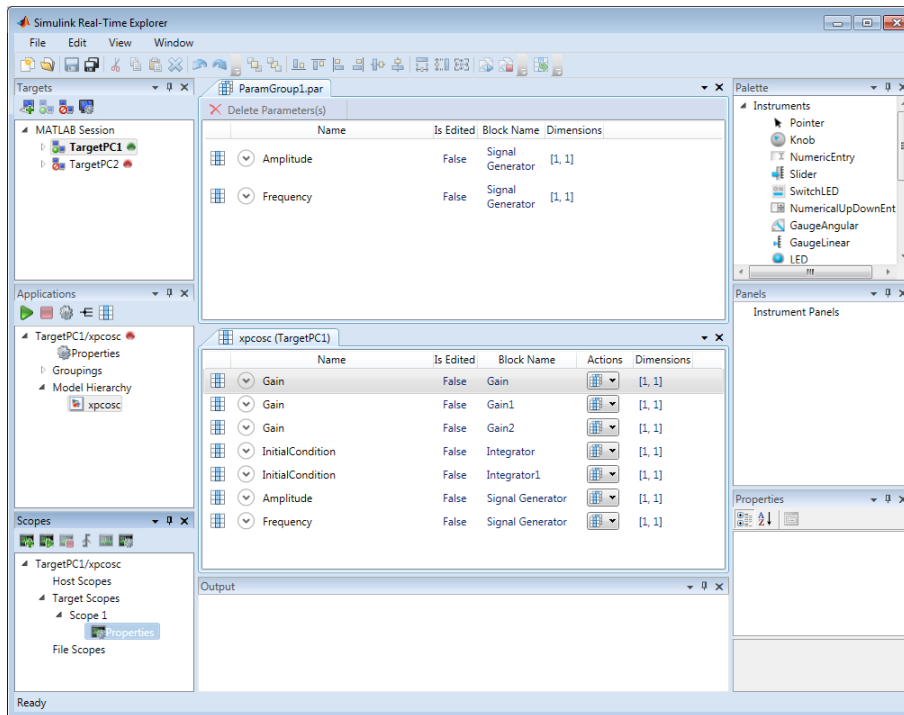 Simulink Real-Time Explorer
File Edit View Window
Targets
MATLAB Session
TargetPC1
TargetPC2
Applications
TargetPC1/xpcosc
Properties
Groupings
Model Hierarchy
xpcosc
Scopes
TargetPC1/xpcosc
Host Scopes
Target Scopes
Scope 1
Properties
File Scopes
ParamGroup1.par
Delete Parameters(s)
Name Is Edited Block Name Dimensions
Amplitude False Signal Generator [1, 1]
Frequency False Signal Generator [1, 1]
xpcosc (TargetPC1)
Name Is Edited Block Name Actions Dimensions
Gain False Gain [1, 1]
Gain False Gain1 [1, 1]
Gain False Gain2 [1, 1]
InitialCondition False Integrator [1, 1]
InitialCondition False Integrator1 [1, 1]
Amplitude False Signal Generator [1, 1]
Frequency False Signal Generator [1, 1]
Output
Palette
Instruments
Pointer
Knob
NumericEntry
Slider
SwitchLED
NumericalUpDownEnt
GaugeAngular
GaugeLinear
LED
Panels
Instrument Panels
Properties
Ready